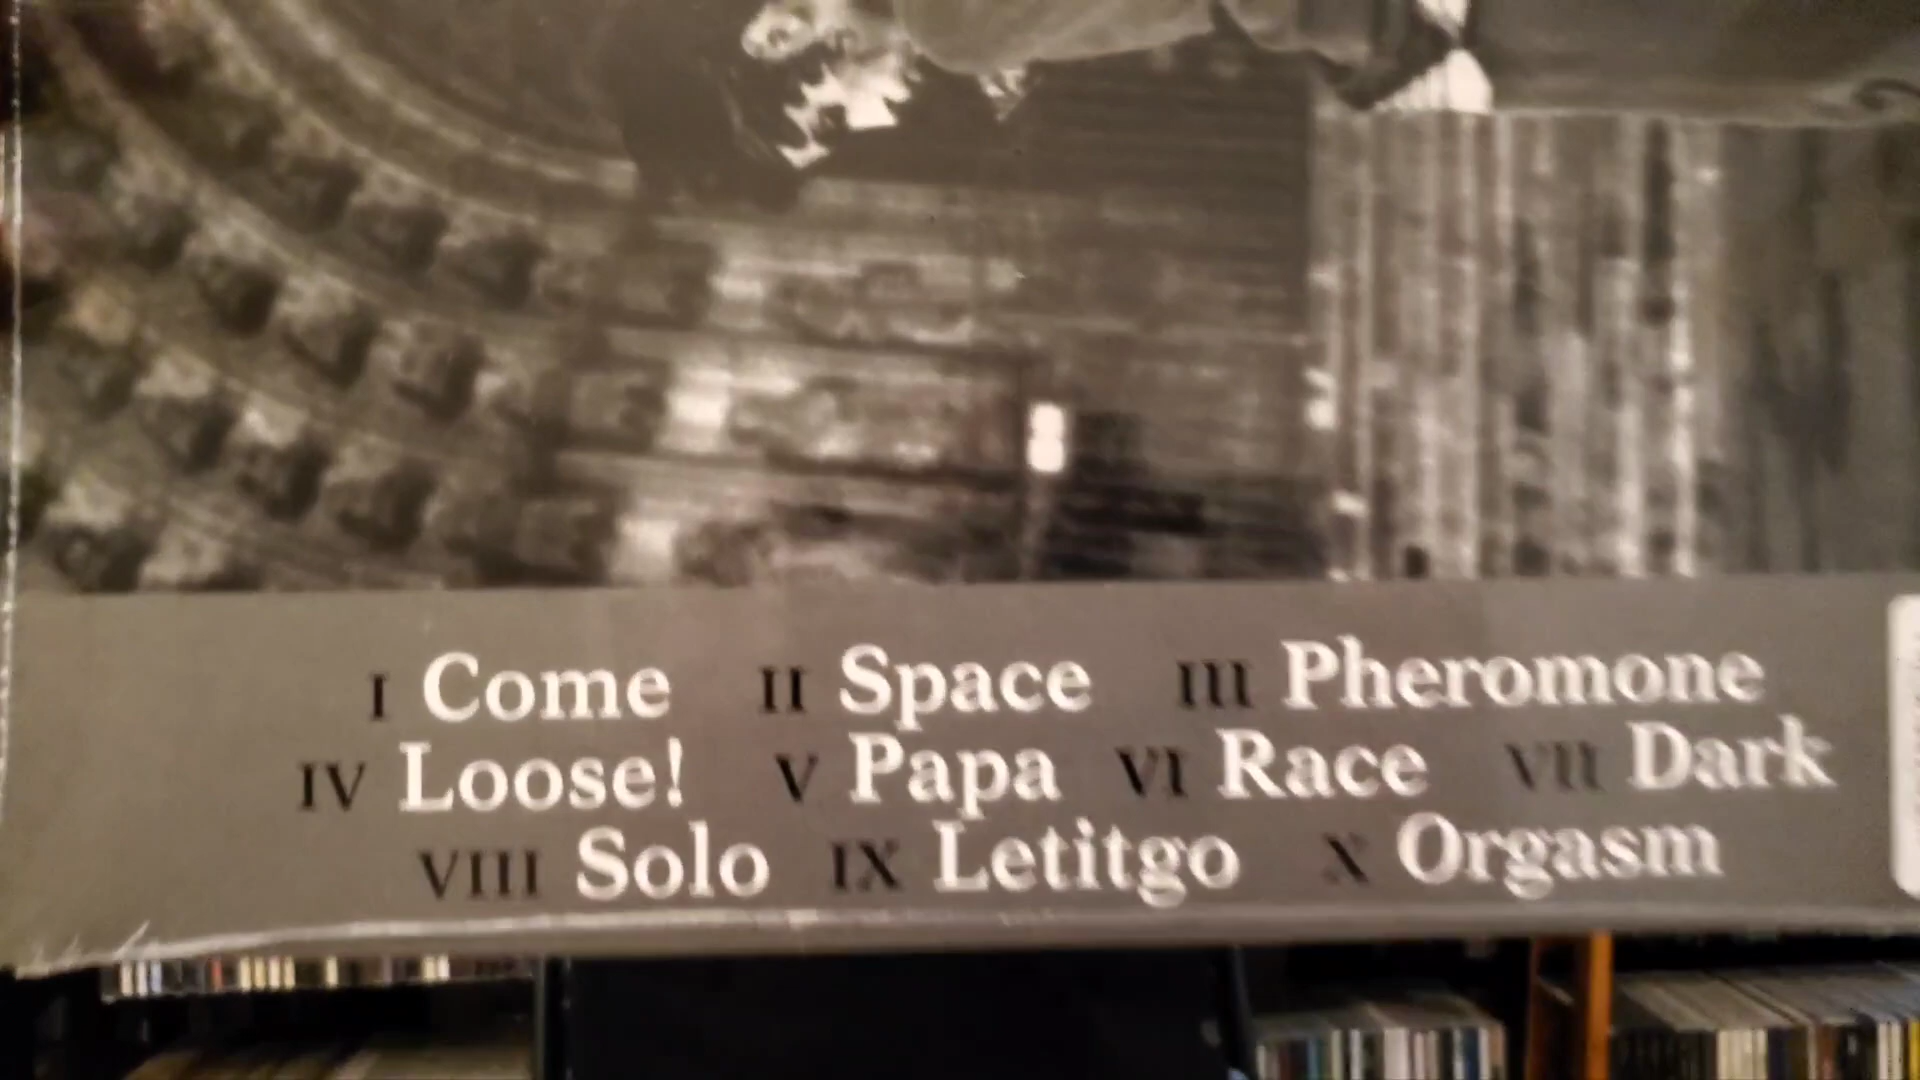 I Come II Space III Pheromone
IV Loose! V Papa VI Race VII Dark
VIII Solo IX Letitgo X Orgasm